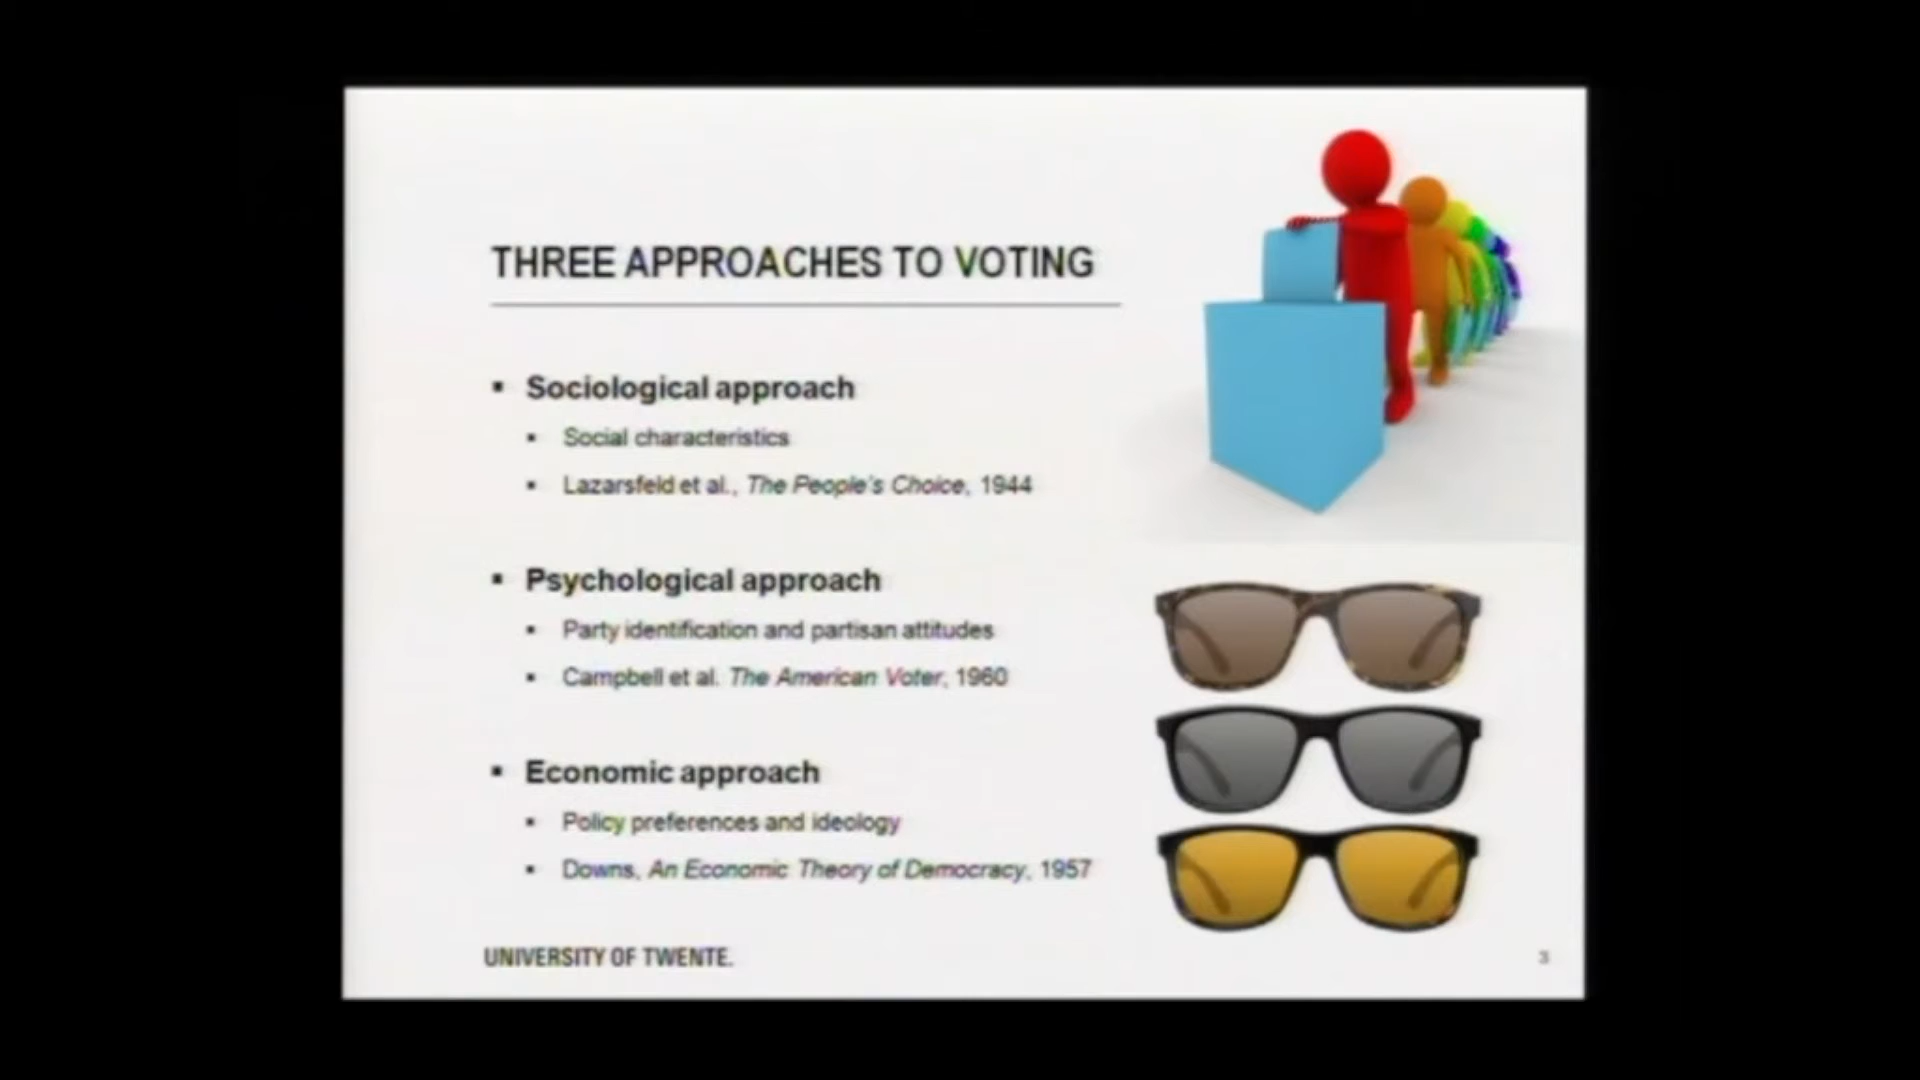 THREE APPROACHES TO VOTING
▪ Sociological approach
▪ Social characteristics
▪ Lazarsfeld et al., The People's Choice, 1944
▪ Psychological approach
▪ Party identification and partisan attitudes
▪ Campbell et al. The American Voter, 1960
▪ Economic approach
▪ Policy preferences and ideology
▪ Downs, An Economic Theory of Democracy, 1957
UNIVERSITY OF TWENTE.
3